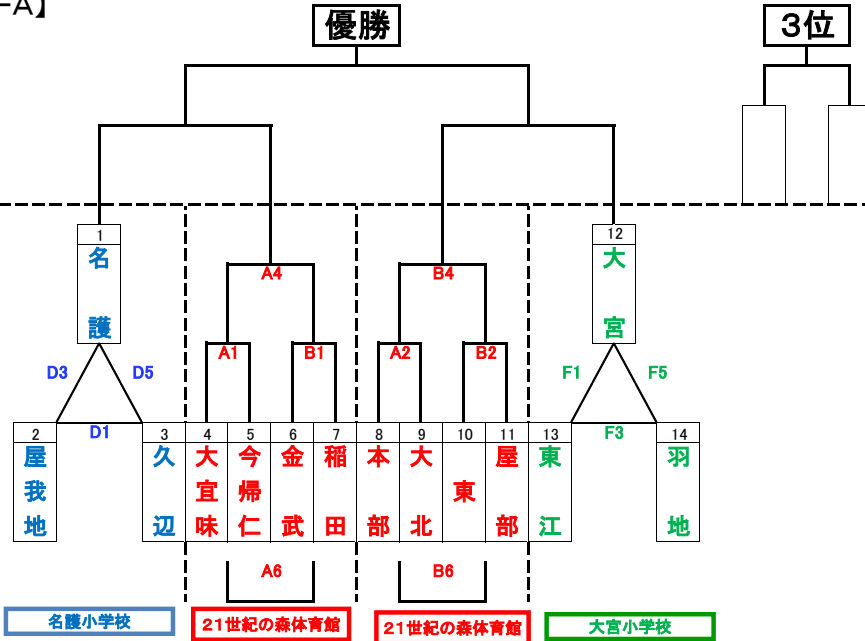 -A】
優勝
3位
1
名護
12
大宮
A4
B4
A1
B1
A2
B2
D3
D5
D1
F1
F5
F3
2
屋我地
3
久辺
4
大宜味
5
今帰仁
6
金武
7
稲田
8
本部
9
大北
10
東
11
屋部
13
東江
14
羽地
A6
B6
名護小学校
21世紀の森体育館
21世紀の森体育館
大宮小学校